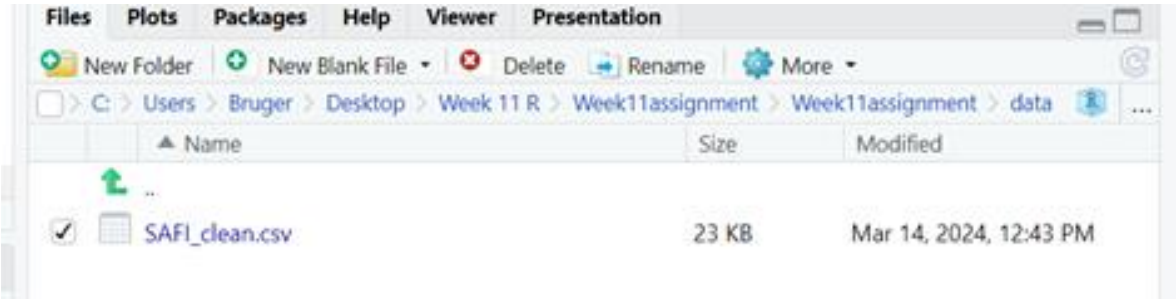 Files Plots Packages Help Viewer Presentation
New Folder New Blank File Delete Rename More
C: > Users > Bruger > Desktop > Week 11 R > Week11assignment > Week11assignment > data R ...
Name Size Modified
..
SAFI_clean.csv 23 KB Mar 14, 2024, 12:43 PM